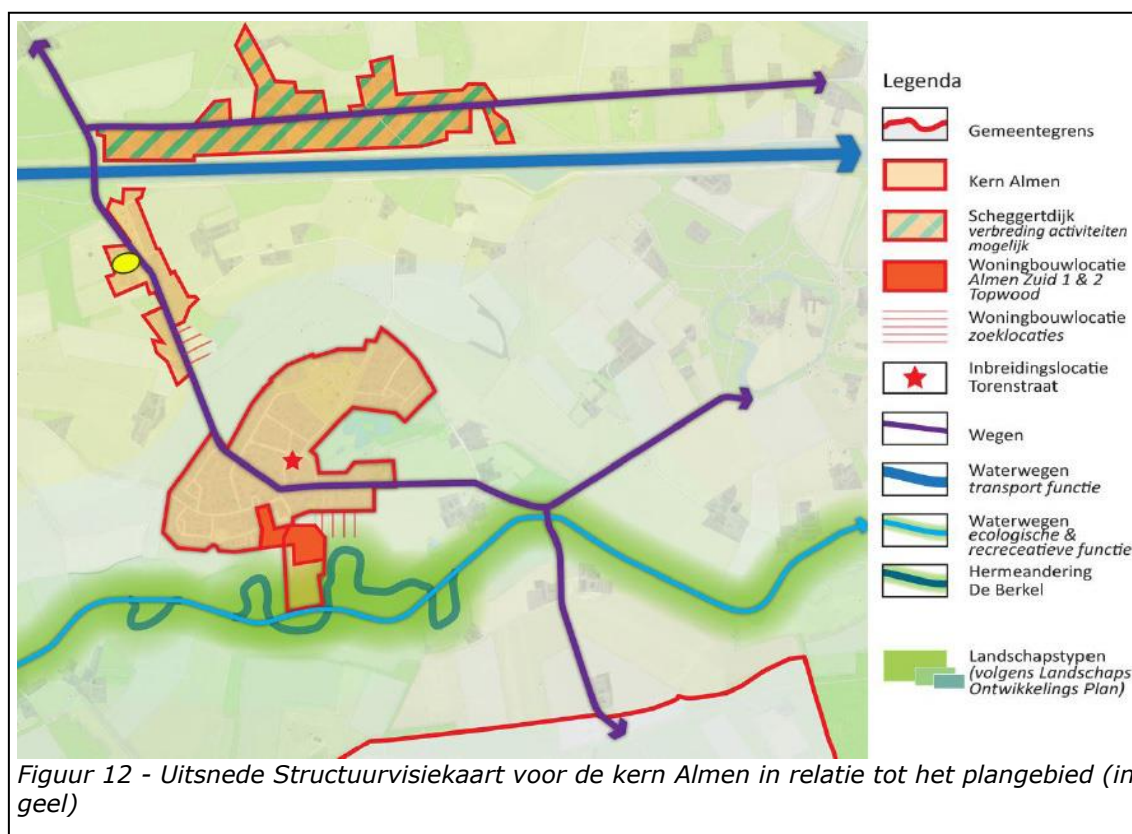 Legenda
Gemeentegrens
Kern Almen
Scheggertdijk
verbreding activiteiten
mogelijk
Woningbouwlocatie
Almen Zuid 1 & 2
Topwood
Woningbouwlocatie
zoeklocaties
Inbreidingslocatie
Torenstraat
Wegen
Waterwegen
transport functie
Waterwegen
ecologische &
recreceatieve functie
Hermeandering
De Berkel
Landschapstypen
(volgens Landschaps
Ontwikkelings Plan)
Figuur 12 - Uitsnede Structuurvisiekaart voor de kern Almen in relatie tot het plangebied (in
geel)